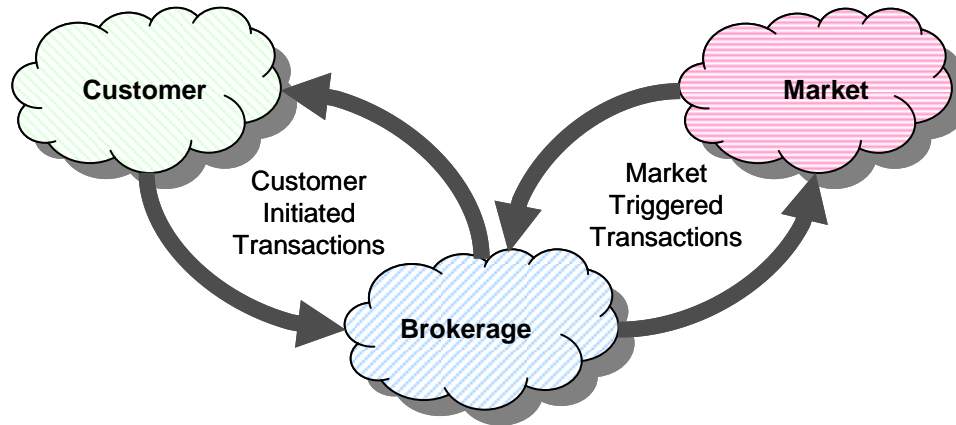 Customer
Market
Customer
Initiated
Transactions
Market
Triggered
Transactions
Brokerage